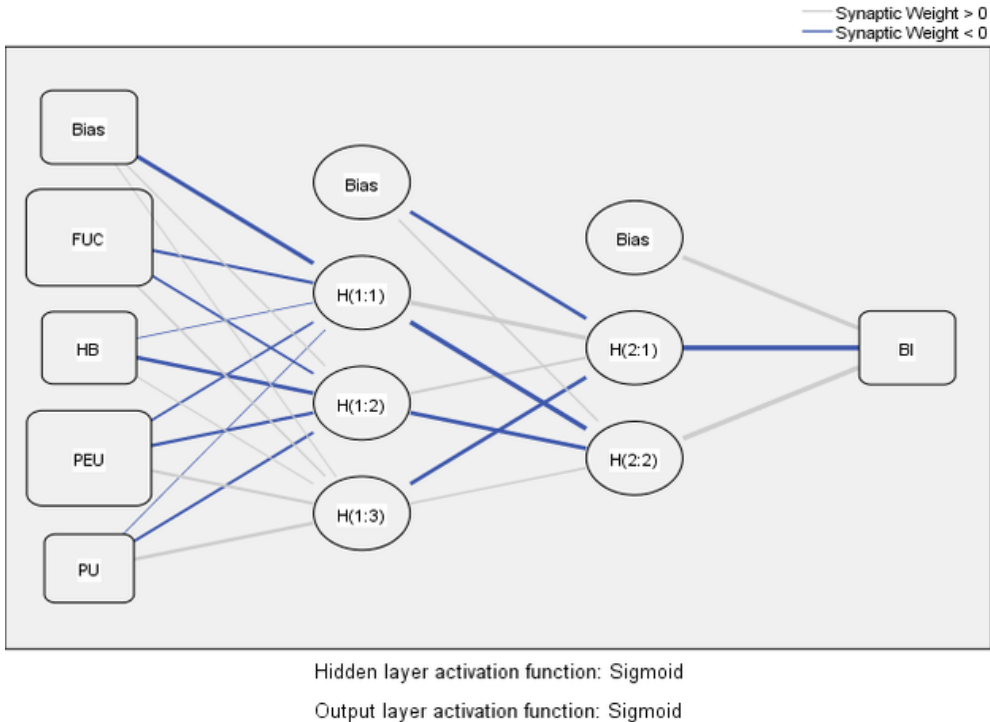 Synaptic Weight > 0
Synaptic Weight < 0
Bias
FUC
HB
PEU
PU
Bias
H(1:1)
H(1:2)
H(1:3)
Bias
H(2:1)
H(2:2)
BI
Hidden layer activation function: Sigmoid
Output layer activation function: Sigmoid